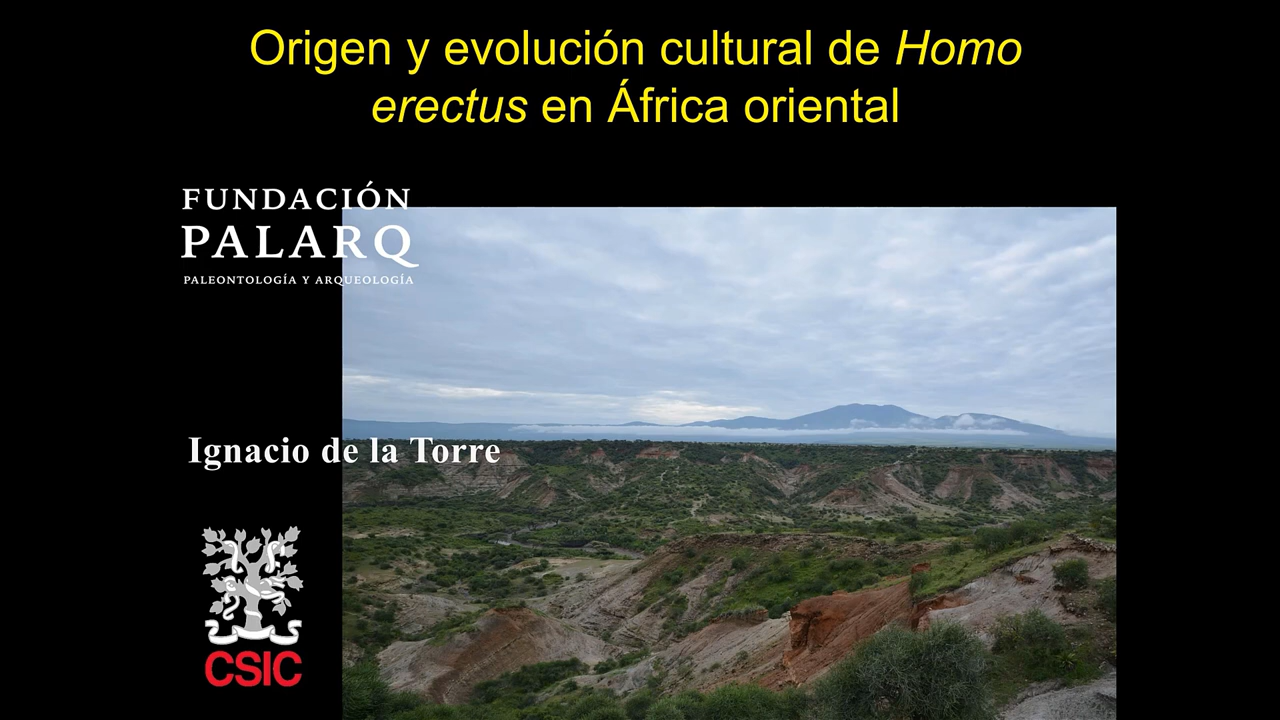 Origen y evolución cultural de Homo
erectus en África oriental
FUNDACIÓN
PALARQ
PALEONTOLOGÍA Y ARQUEOLOGÍA
Ignacio de la Torre
CSIC